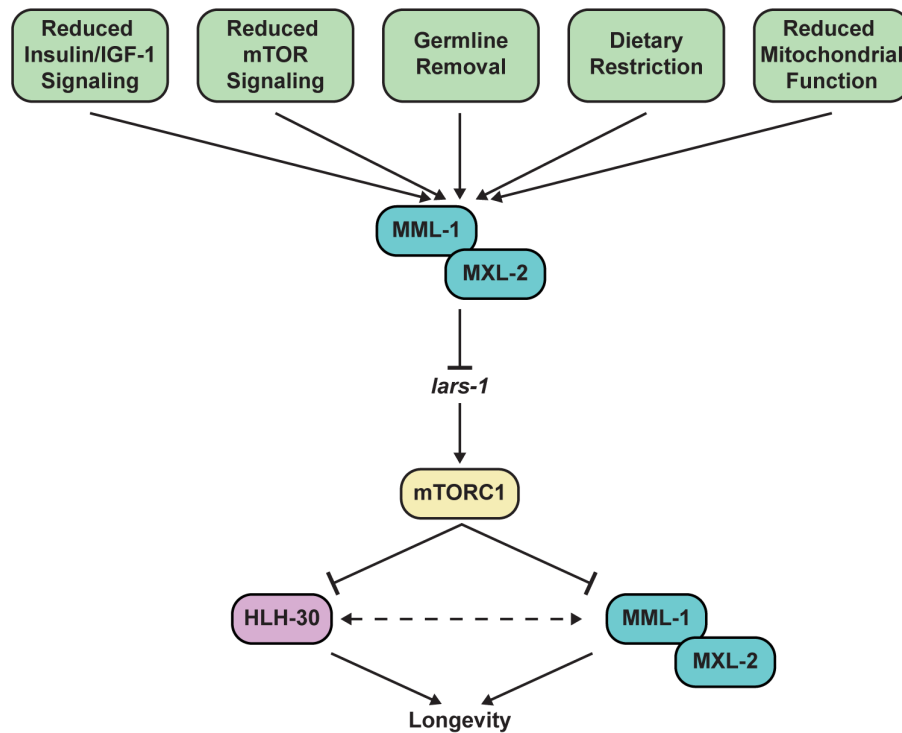 Reduced
Insulin/IGF-1
Signaling
Reduced
mTOR
Signaling
Germline
Removal
Dietary
Restriction
Reduced
Mitochondrial
Function
MML-1
MXL-2
lars-1
mTORC1
HLH-30
MML-1
MXL-2
Longevity